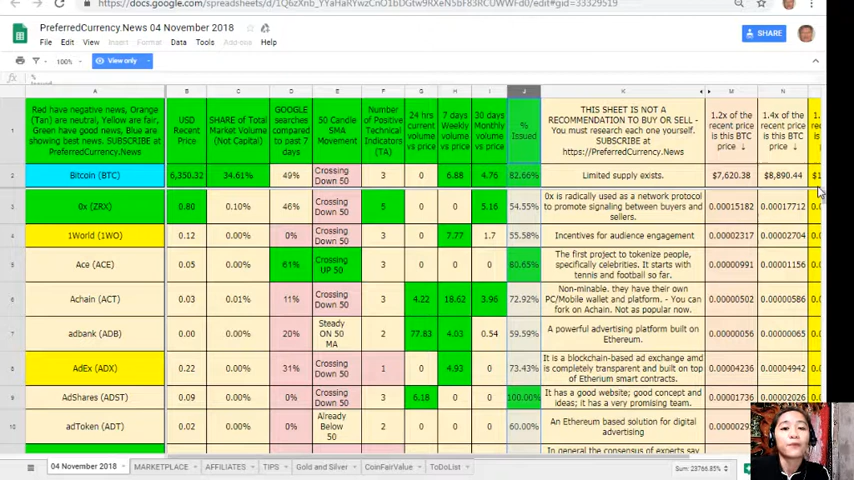 https://docs.google.com/spreadsheets/d/1Q6zXnb_YYaHaRYwzCnO1bDGtw9RXeN5bF83RCUWWFd0/edit#gid=33329519
PreferredCurrency.News 04 November 2018
File Edit View Data Tools Add-ons Help
SHARE
100% View only
fx %
A B C D E F G H I J K M N
1 Red have negative news, Orange (Tan) are neutral, Yellow are fair, Green have good news, Blue are showing best news. SUBSCRIBE at PreferredCurrency.News USD Recent Price SHARE of Total Market Volume (Not Capital) GOOGLE searches compared to past 7 days 50 Candle SMA Movement Number of Positive Technical Indicators (TA) 24 hrs current volume vs price 7 days Weekly volume vs price 30 days Monthly volume vs price % Issued THIS SHEET IS NOT A RECOMMENDATION TO BUY OR SELL - You must research each one yourself. SUBSCRIBE at https://PreferredCurrency.News 1.2x of the recent price is this BTC price ↓ 1.4x of the recent price is this BTC price ↓
2 Bitcoin (BTC) 6,350.32 34.61% 49% Crossing Down 50 3 6.88 4.76 82.66% Limited supply exists. $7,620.38 $8,890.44
3 0x (ZRX) 0.80 0.10% 46% Crossing Down 50 5 0 0 5.16 54.55% 0x is radically used as a network protocol to promote signaling between buyers and sellers. 0.00015182 0.00017712
4 1World (1WO) 0.12 0.00% 0% Crossing Down 50 3 0 7.77 1.7 55.58% Incentives for audience engagement 0.00002317 0.00002704
5 Ace (ACE) 0.05 0.00% 61% Crossing UP 50 3 0 0 0 80.65% The first project to tokenize people, specifically celebrities. It starts with tennis and football so far. 0.00000991 0.00001156
6 Achain (ACT) 0.03 0.01% 11% Crossing Down 50 3 4.22 18.62 3.96 72.92% Non-minable. they have their own PC/Mobile wallet and platform. - You can fork on Achain. Not as popular now. 0.00000502 0.00000586
7 adbank (ADB) 0.00 0.00% 20% Steady ON 50 MA 2 77.83 4.03 0.54 59.59% A powerful advertising platform built on Ethereum. 0.00000056 0.00000065
8 AdEx (ADX) 0.22 0.00% 31% Crossing Down 50 1 0 4.93 0 73.43% It is a blockchain-based ad exchange amd is completely transparent and built on top of Etherium smart contracts. 0.00004236 0.00004942
9 AdShares (ADST) 0.09 0.00% 0% Crossing Down 50 3 6.18 0 0 100.00% It has a good website; good concept and ideas; it has a very promising team. 0.00001736 0.00002026
10 adToken (ADT) 0.02 0.00% 0% Already Below 50 2 0 0 0 60.00% An Ethereum based solution for digital advertising
In general the consensus of experts say
04 November 2018 MARKETPLACE AFFILIATES TIPS Gold and Silver CoinFairValue ToDoList Sum: 23766.85%